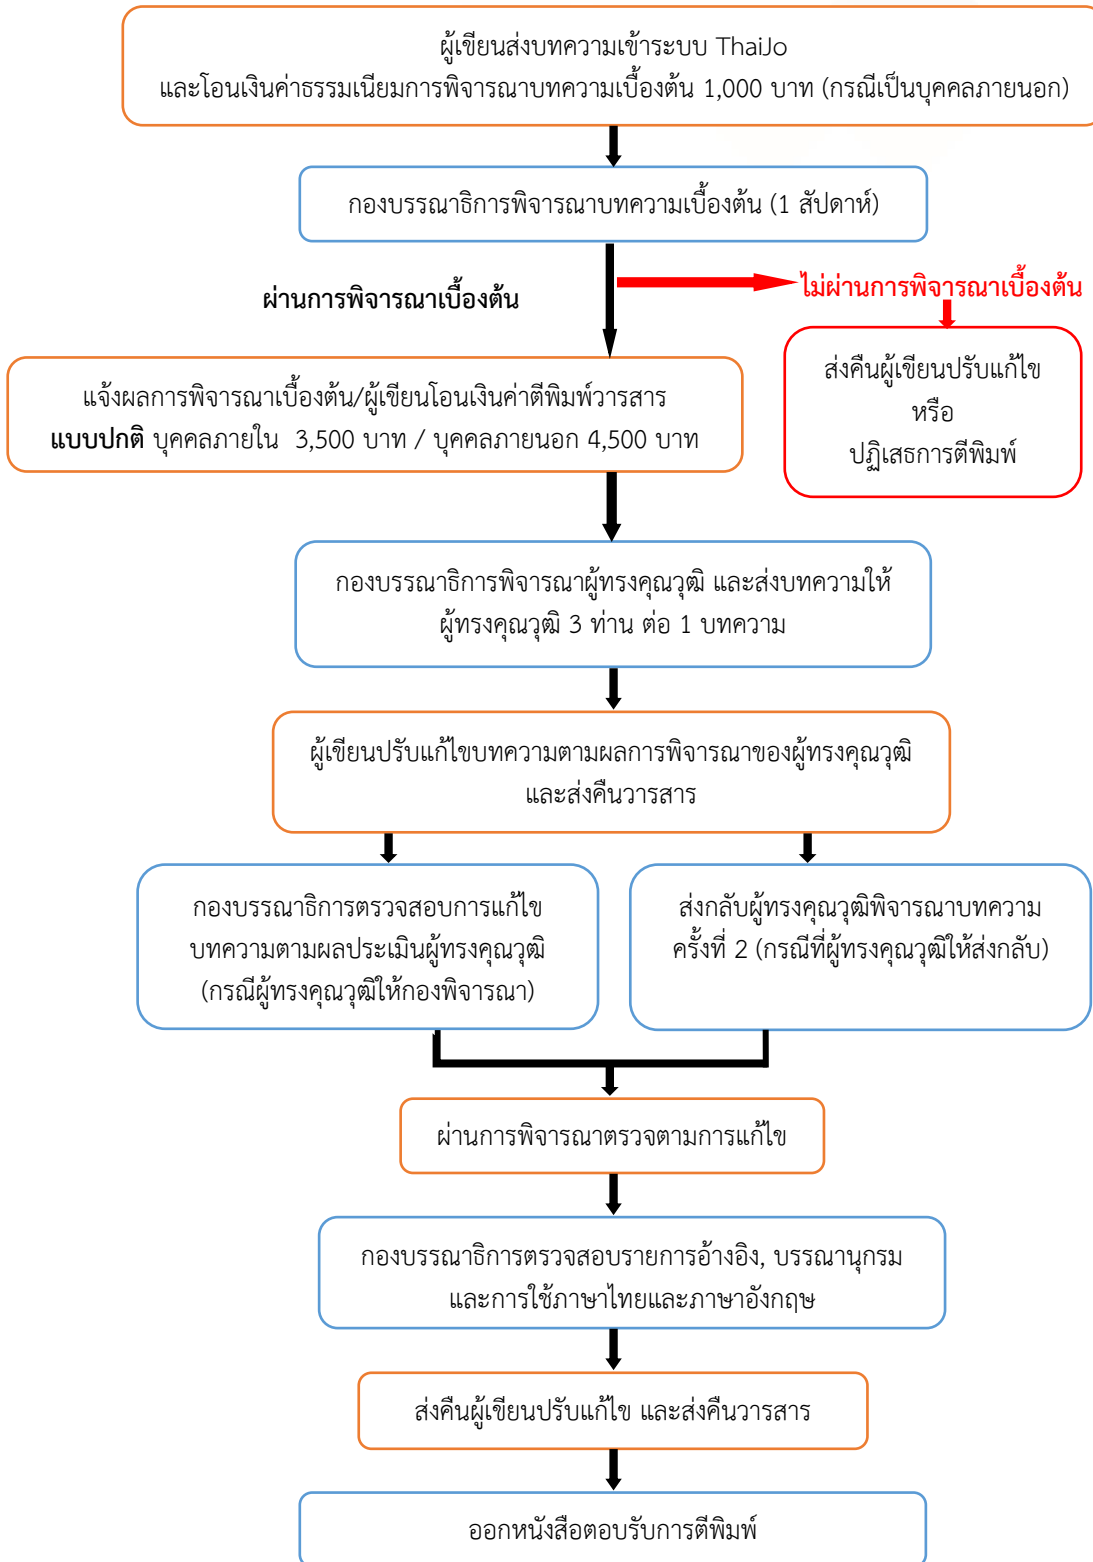 ผู้เขียนส่งบทความเข้าระบบ ThaiJo
และโอนเงินค่าธรรมเนียมการพิจารณาบทความเบื้องต้น 1,000 บาท (กรณีเป็นบุคคลภายนอก)
กองบรรณาธิการพิจารณาบทความเบื้องต้น (1 สัปดาห์)
ผ่านการพิจารณาเบื้องต้น
ไม่ผ่านการพิจารณาเบื้องต้น
ส่งคืนผู้เขียนปรับแก้ไข
หรือ
ปฏิเสธการตีพิมพ์
แจ้งผลการพิจารณาเบื้องต้น/ผู้เขียนโอนเงินค่าตีพิมพ์วารสาร
แบบปกติ บุคคลภายใน 3,500 บาท / บุคคลภายนอก 4,500 บาท
กองบรรณาธิการพิจารณาผู้ทรงคุณวุฒิ และส่งบทความให้
ผู้ทรงคุณวุฒิ 3 ท่าน ต่อ 1 บทความ
ผู้เขียนปรับแก้ไขบทความตามผลการพิจารณาของผู้ทรงคุณวุฒิ
และส่งคืนวารสาร
กองบรรณาธิการตรวจสอบการแก้ไข
บทความตามผลประเมินผู้ทรงคุณวุฒิ
(กรณีผู้ทรงคุณวุฒิให้กองพิจารณา)
ส่งกลับผู้ทรงคุณวุฒิพิจารณาบทความ
ครั้งที่ 2 (กรณีที่ผู้ทรงคุณวุฒิให้ส่งกลับ)
ผ่านการพิจารณาตรวจตามการแก้ไข
กองบรรณาธิการตรวจสอบรายการอ้างอิง, บรรณานุกรม
และการใช้ภาษาไทยและภาษาอังกฤษ
ส่งคืนผู้เขียนปรับแก้ไข และส่งคืนวารสาร
ออกหนังสือตอบรับการตีพิมพ์